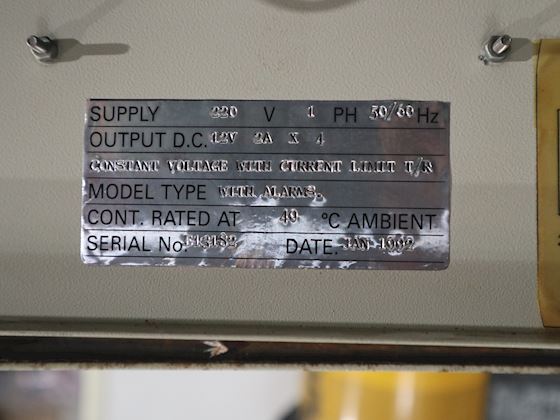 SUPPLY 220 V 1 PH 50/60 Hz
OUTPUT D.C. 12V 2A X 4
CONSTANT VOLTAGE WITH CURRENT LIMIT T/R
MODEL TYPE WITH ALARMS.
CONT. RATED AT 40 °C AMBIENT
SERIAL No. DATE. JAN 1992